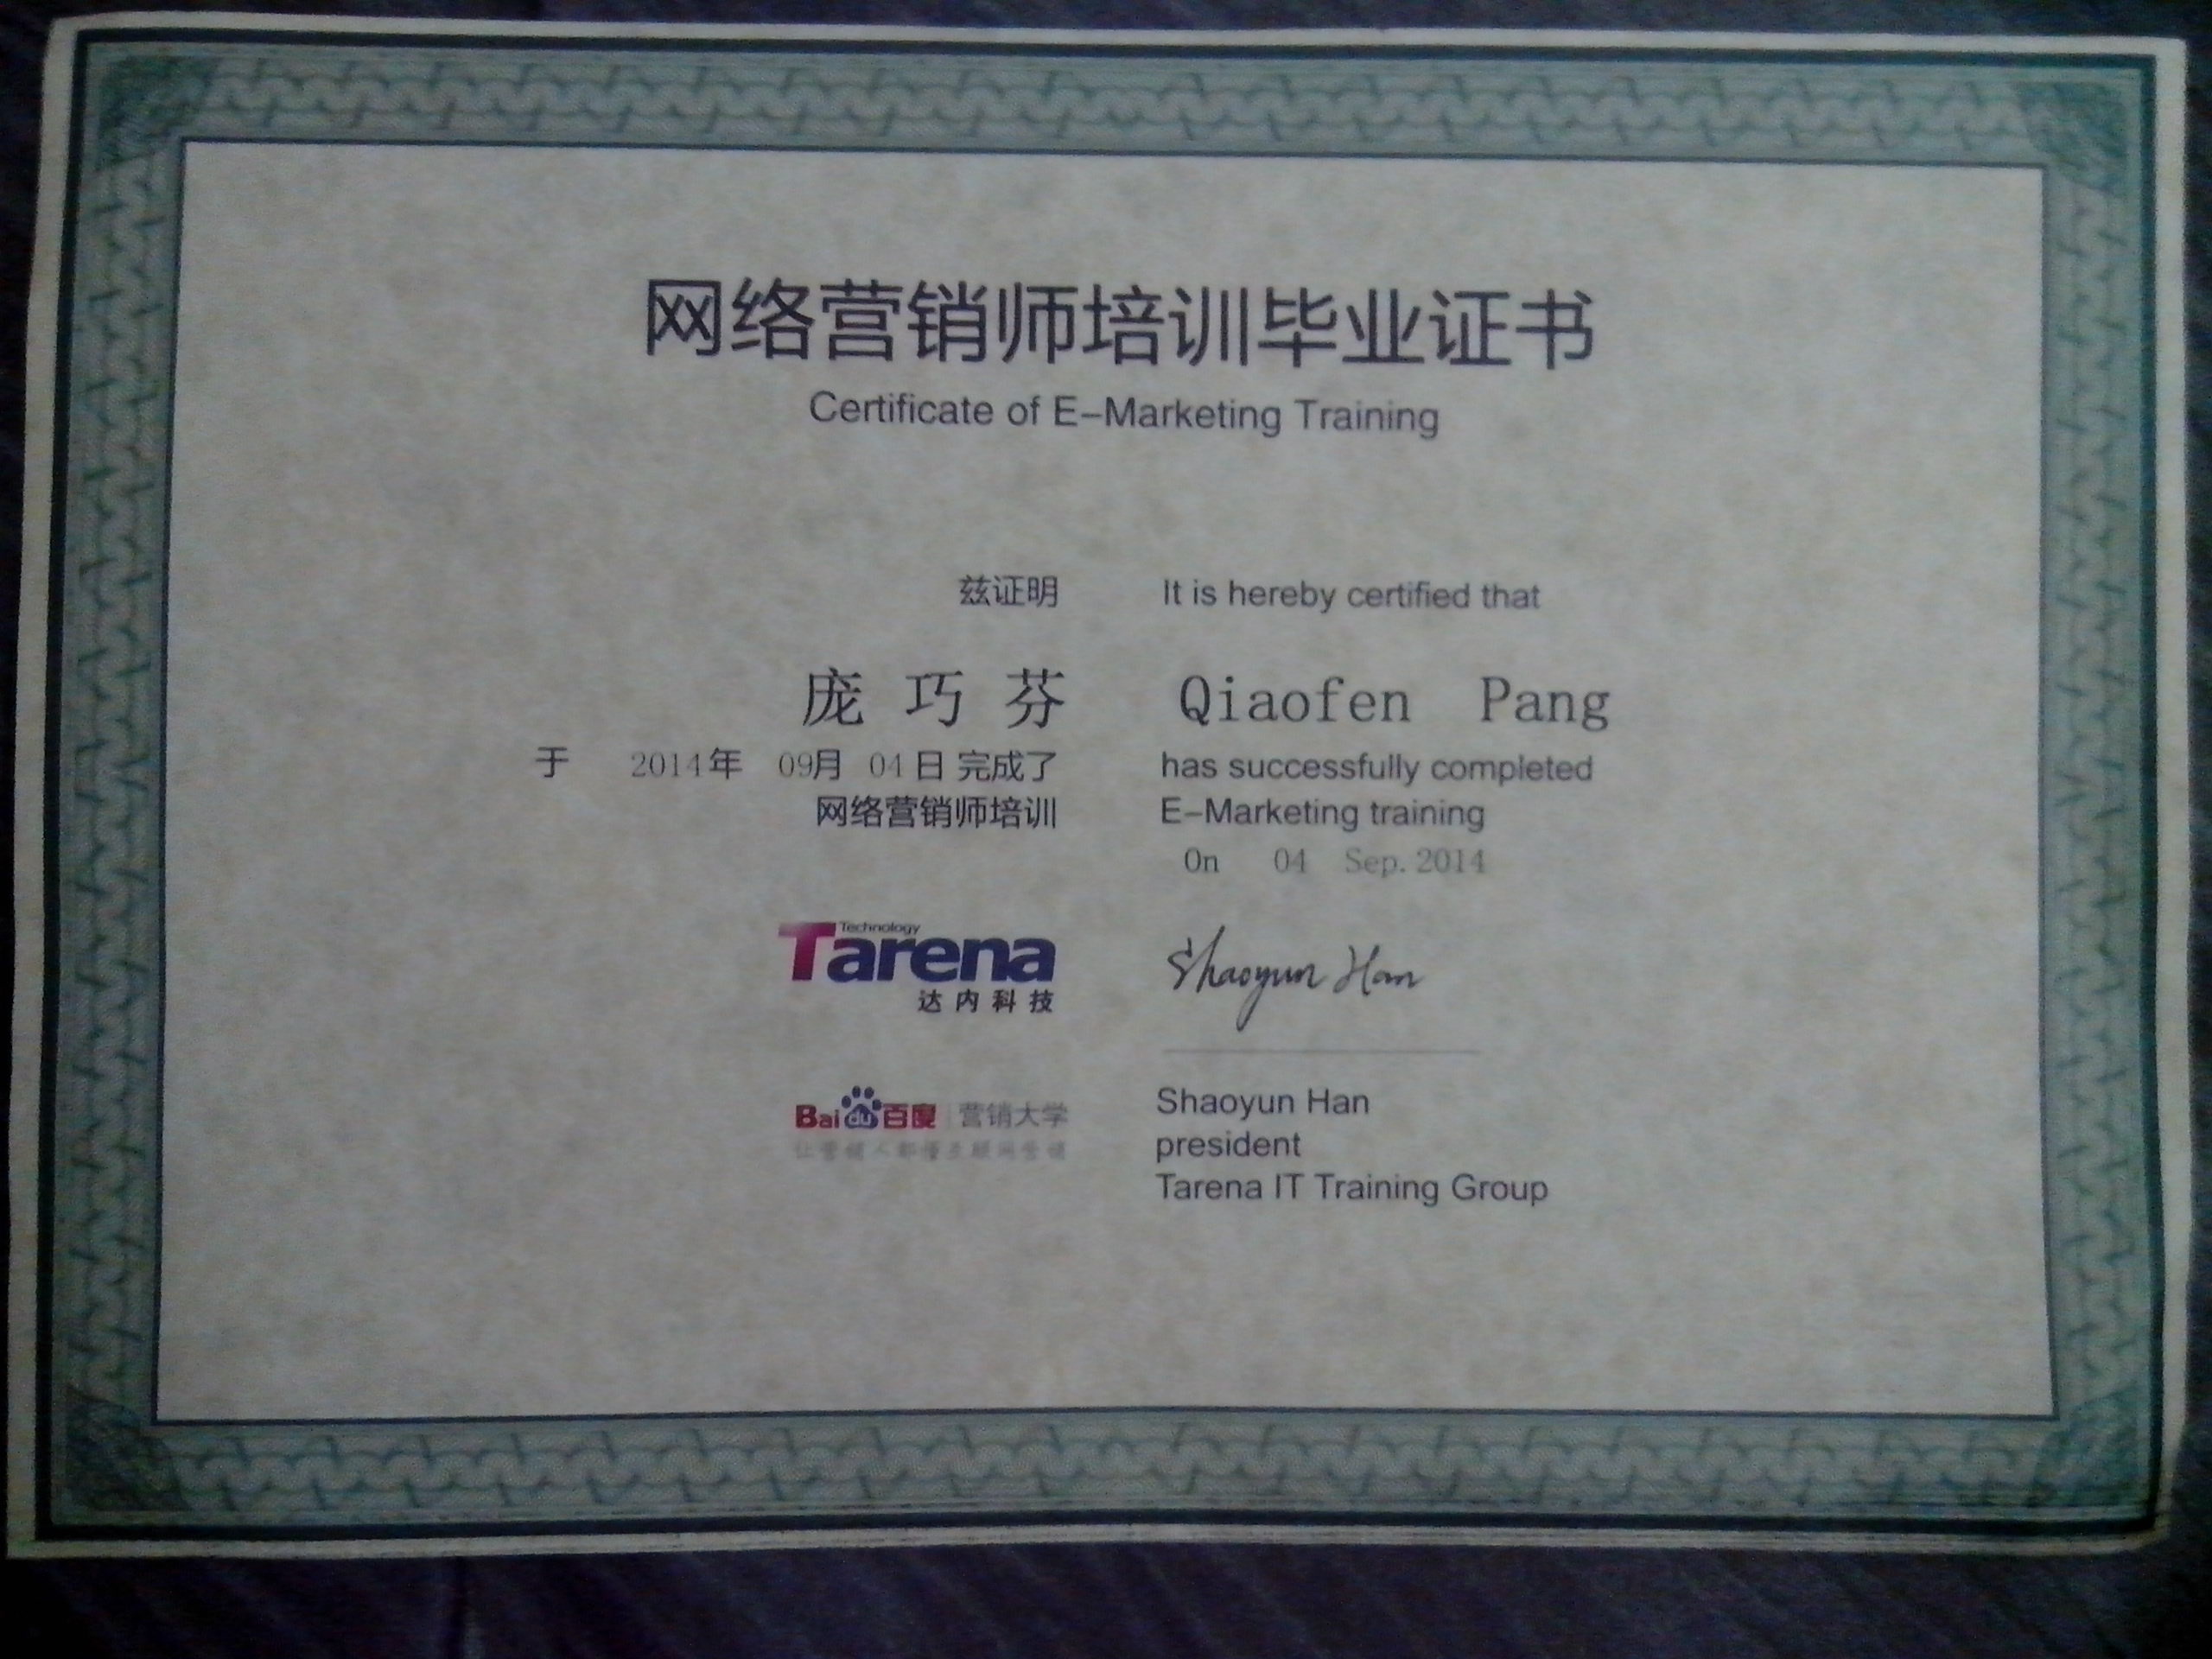 网络营销师培训毕业证书
Certificate of E-Marketing Training
兹证明
It is hereby certified that
庞 巧 芬
Qiaofen Pang
于 2014年 09月 04日 完成了
has successfully completed
网络营销师培训
E-Marketing training
On 04 Sep. 2014
Technology
Tarena
达内科技
Shaoyun Han
Baidu百度 营销大学
Shaoyun Han
president
Tarena IT Training Group